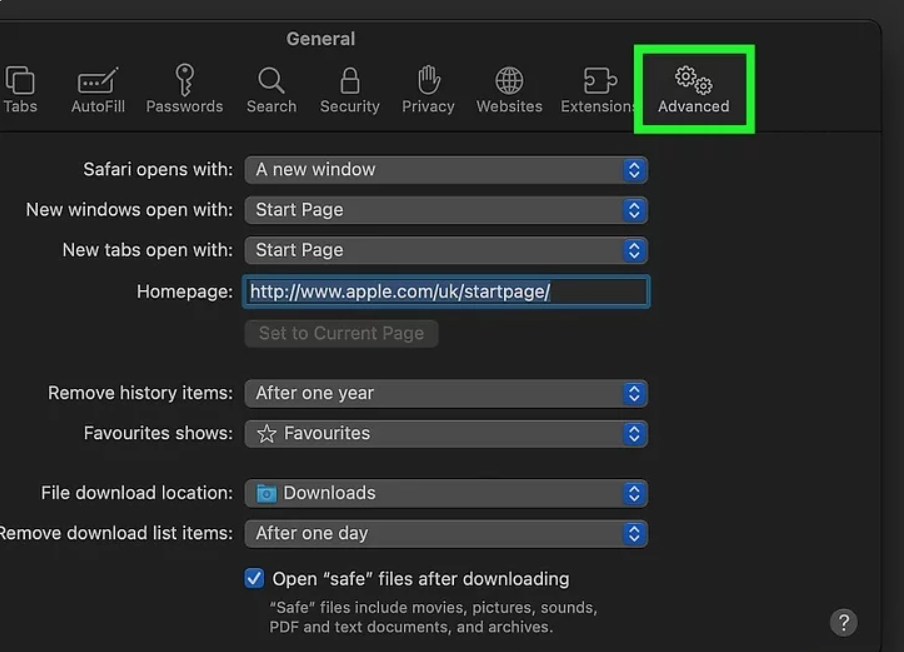 General
Tabs AutoFill Passwords Search Security Privacy Websites Extensions Advanced
Safari opens with: A new window
New windows open with: Start Page
New tabs open with: Start Page
Homepage: http://www.apple.com/uk/startpage/
Set to Current Page
Remove history items: After one year
Favourites shows: Favourites
File download location: Downloads
Remove download list items: After one day
Open “safe” files after downloading
“Safe” files include movies, pictures, sounds,
PDF and text documents, and archives.
?